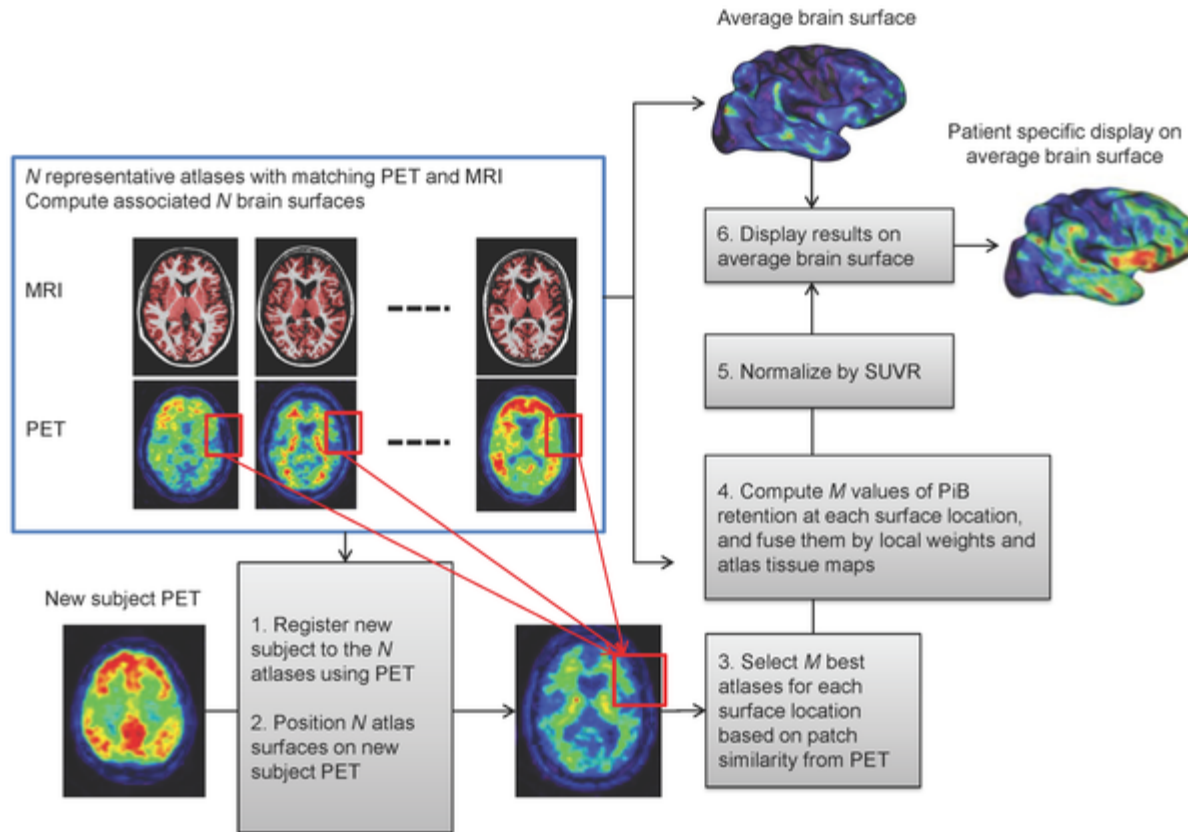 Average brain surface
Patient specific display on
average brain surface
N representative atlases with matching PET and MRI
Compute associated N brain surfaces
MRI
PET
6. Display results on
average brain surface
5. Normalize by SUVR
4. Compute M values of PiB
retention at each surface location,
and fuse them by local weights and
atlas tissue maps
New subject PET
1. Register new
subject to the N
atlases using PET
2. Position N atlas
surfaces on new
subject PET
3. Select M best
atlases for each
surface location
based on patch
similarity from PET